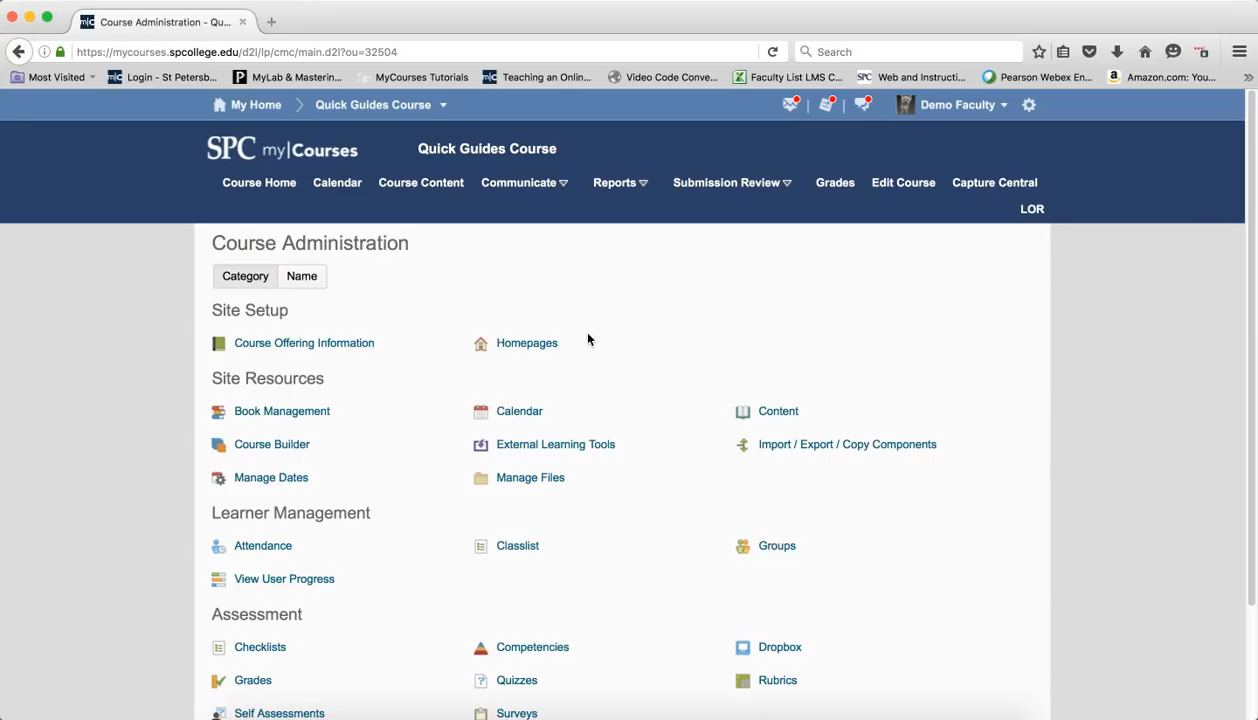 Course Administration - Qu...
https://mycourses.spcollege.edu/d2l/lp/cmc/main.d2l?ou=32504
Search
Most Visited
Login - St Petersb...
MyLab & Masterin...
MyCourses Tutorials
Teaching an Onlin...
Video Code Conve...
Faculty List LMS C...
Web and Instructi...
Pearson Webex En...
Amazon.com: You...
My Home
Quick Guides Course
Demo Faculty
SPC my|Courses
Quick Guides Course
Course Home
Calendar
Course Content
Communicate
Reports
Submission Review
Grades
Edit Course
Capture Central
LOR
Course Administration
Category
Name
Site Setup
Course Offering Information
Homepages
Site Resources
Book Management
Calendar
Content
Course Builder
External Learning Tools
Import / Export / Copy Components
Manage Dates
Manage Files
Learner Management
Attendance
Classlist
Groups
View User Progress
Assessment
Checklists
Competencies
Dropbox
Grades
Quizzes
Rubrics
Self Assessments
Surveys